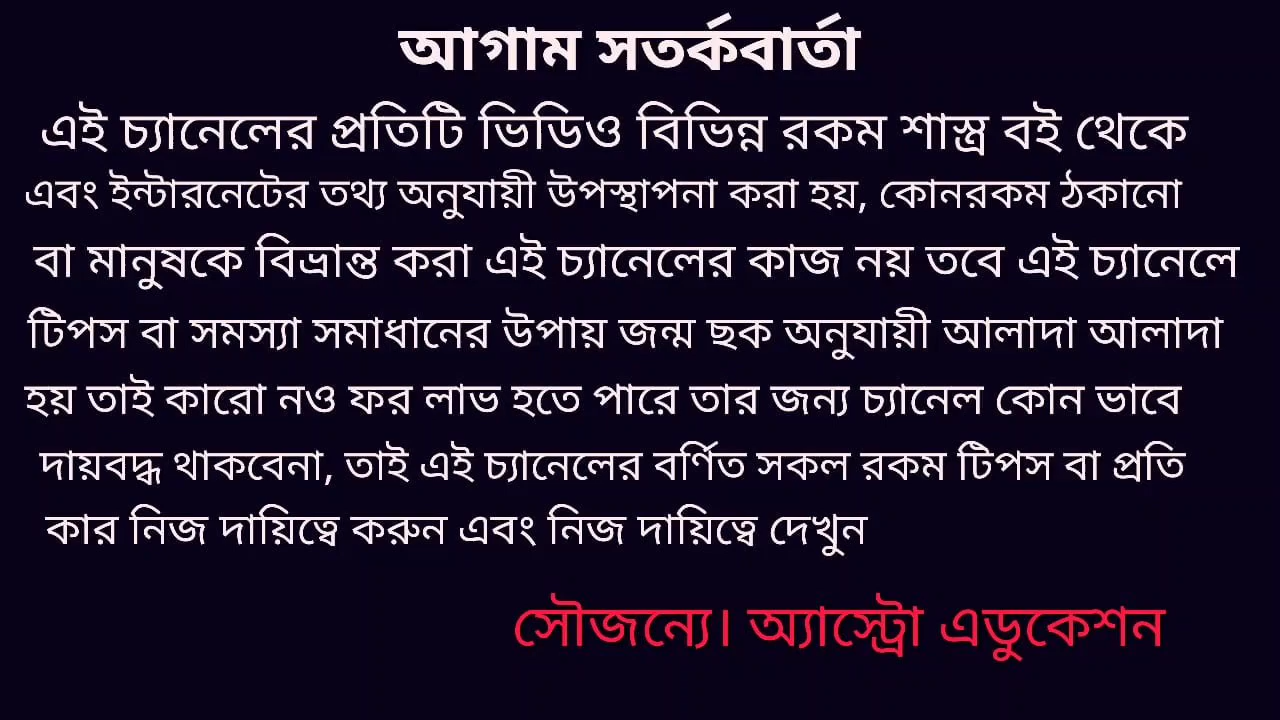 আগাম সতর্কবার্তা
এই চ্যানেলের প্রতিটি ভিডিও বিভিন্ন রকম শাস্ত্র বই থেকে
এবং ইন্টারনেটের তথ্য অনুযায়ী উপস্থাপনা করা হয়, কোনরকম ঠকানো
বা মানুষকে বিভ্রান্ত করা এই চ্যানেলের কাজ নয় তবে এই চ্যানেলে
টিপস বা সমস্যা সমাধানের উপায় জন্ম ছক অনুযায়ী আলাদা আলাদা
হয় তাই কারো নও ফর লাভ হতে পারে তার জন্য চ্যানেল কোন ভাবে
দায়বদ্ধ থাকবেনা, তাই এই চ্যানেলের বর্ণিত সকল রকম টিপস বা প্রতি
কার নিজ দায়িত্বে করুন এবং নিজ দায়িত্বে দেখুন
সৌজন্যে। অ্যাস্ট্রো এডুকেশন